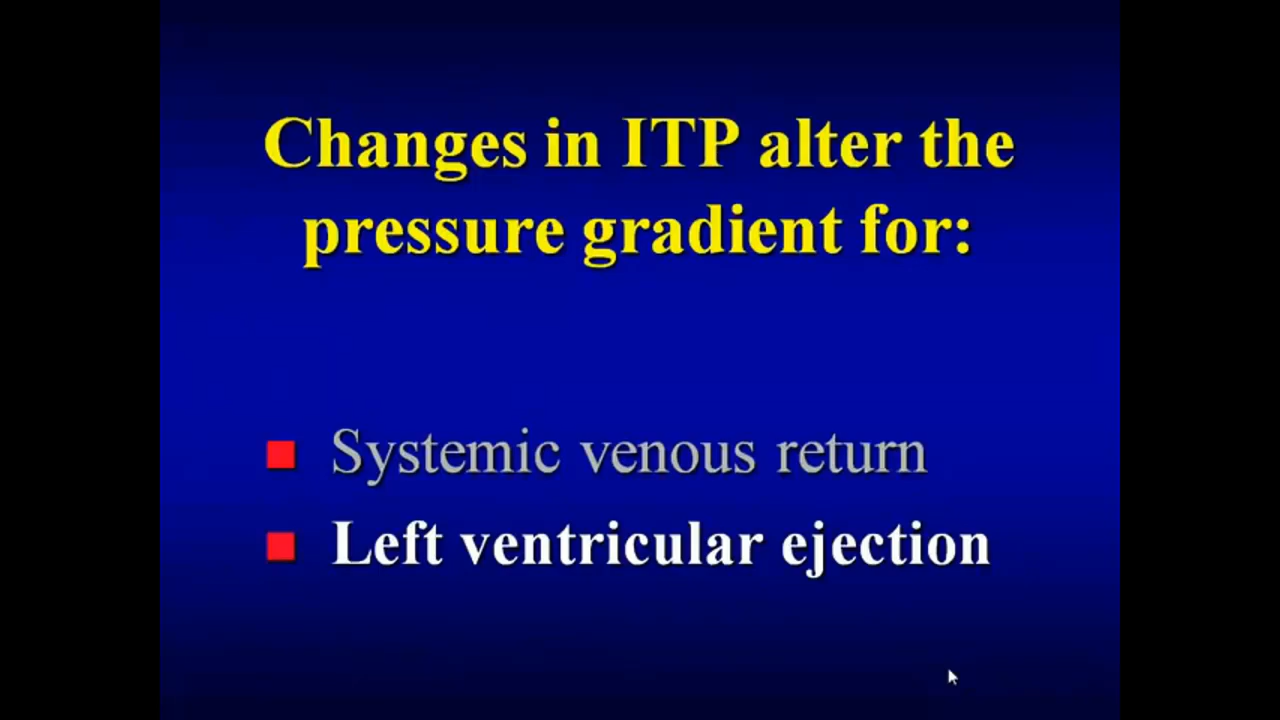 Changes in ITP alter the
pressure gradient for:
Systemic venous return
Left ventricular ejection